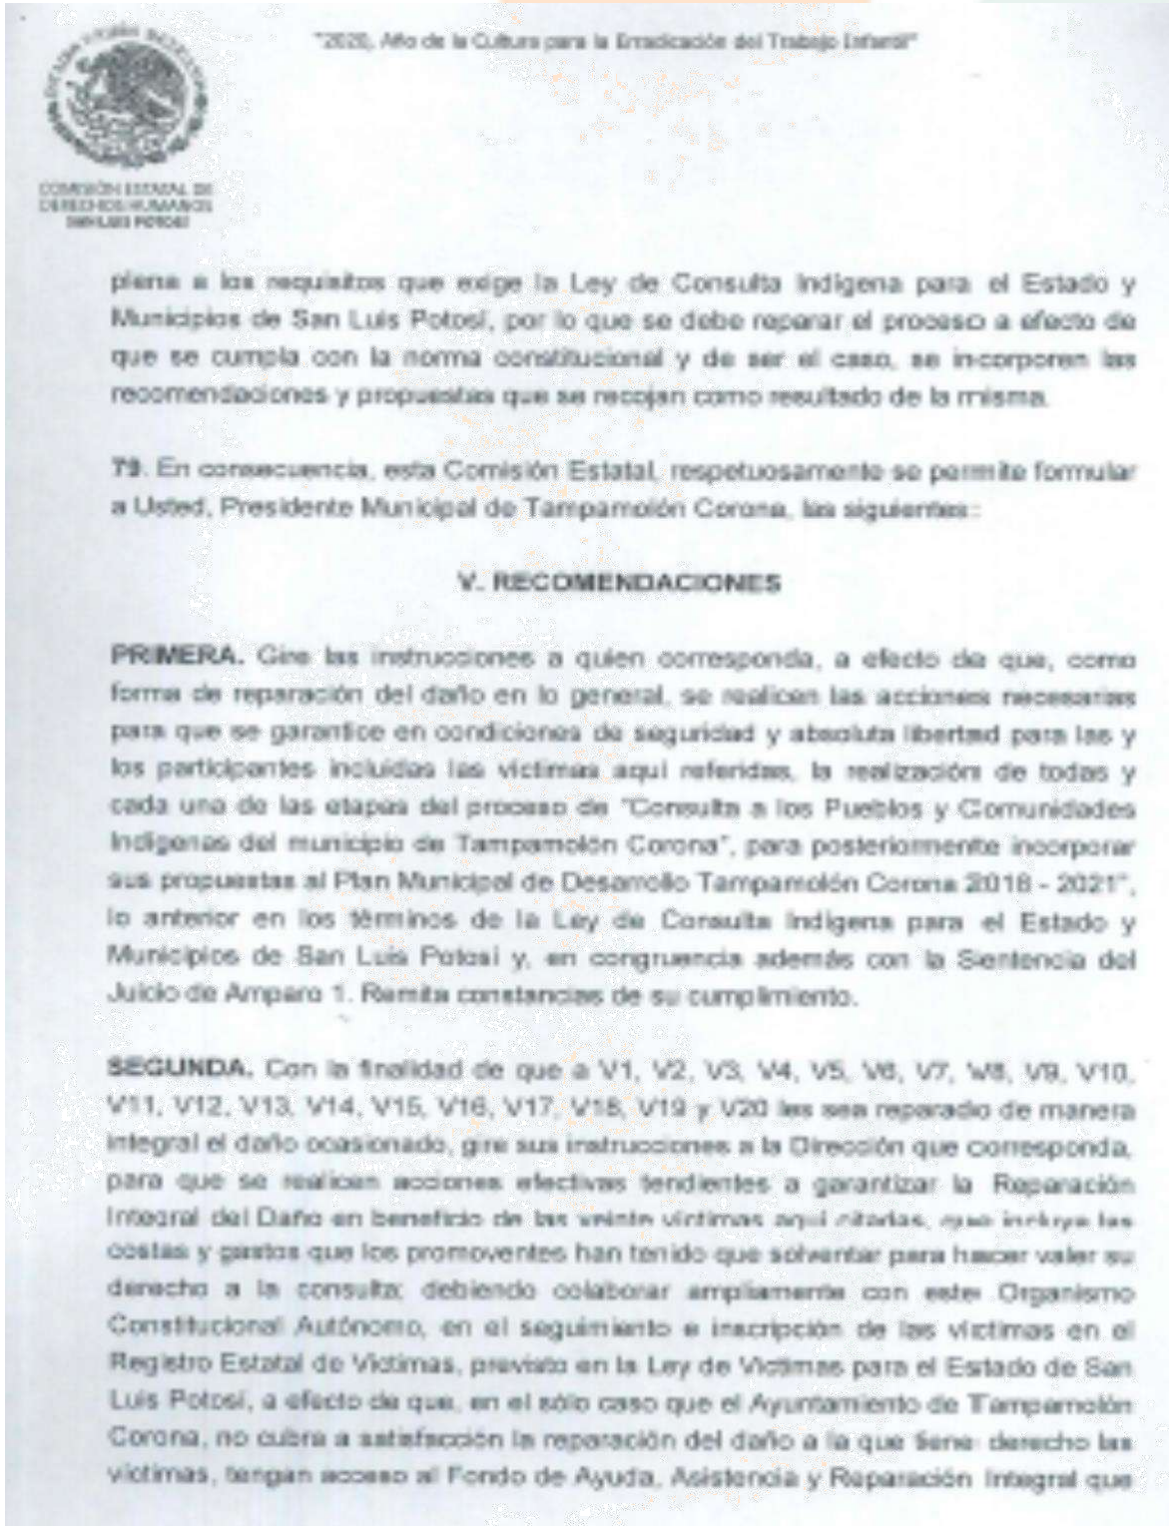 "2020, Año de la Cultura para la Erradicación del Trabajo Infantil"
COMISIÓN ESTATAL DE
DERECHOS HUMANOS
SAN LUIS POTOSÍ
plena a los requisitos que exige la Ley de Consulta Indígena para el Estado y
Municipios de San Luis Potosí, por lo que se debe reparar el proceso a efecto de
que se cumpla con la norma constitucional y de ser el caso, se incorporen las
recomendaciones y propuestas que se recojan como resultado de la misma.
79. En consecuencia, esta Comisión Estatal, respetuosamente se permite formular
a Usted, Presidente Municipal de Tampamolón Corona, las siguientes:
V. RECOMENDACIONES
PRIMERA. Gire las instrucciones a quien corresponda, a efecto de que, como
forma de reparación del daño en lo general, se realicen las acciones necesarias
para que se garantice en condiciones de seguridad y absoluta libertad para las y
los participantes incluidas las víctimas aquí referidas, la realización de todas y
cada una de las etapas del proceso de "Consulta a los Pueblos y Comunidades
Indígenas del municipio de Tampamolón Corona", para posteriormente incorporar
sus propuestas al Plan Municipal de Desarrollo Tampamolón Corona 2018 - 2021",
lo anterior en los términos de la Ley de Consulta Indígena para el Estado y
Municipios de San Luis Potosí y, en congruencia además con la Sentencia del
Juicio de Amparo 1. Remita constancias de su cumplimiento.
SEGUNDA. Con la finalidad de que a V1, V2, V3, V4, V5, V6, V7, V8, V9, V10,
V11, V12, V13, V14, V15, V16, V17, V18, V19 y V20 les sea reparado de manera
integral el daño ocasionado, gire sus instrucciones a la Dirección que corresponda,
para que se realicen acciones efectivas tendientes a garantizar la Reparación
Integral del Daño en beneficio de las veinte víctimas aquí citadas, que incluya las
costas y gastos que los promoventes han tenido que solventar para hacer valer su
derecho a la consulta; debiendo colaborar ampliamente con este Organismo
Constitucional Autónomo, en el seguimiento e inscripción de las víctimas en el
Registro Estatal de Víctimas, previsto en la Ley de Víctimas para el Estado de San
Luis Potosí, a efecto de que, en el sólo caso que el Ayuntamiento de Tampamolón
Corona, no cubra a satisfacción la reparación del daño a la que tiene derecho las
víctimas, tengan acceso al Fondo de Ayuda, Asistencia y Reparación Integral que